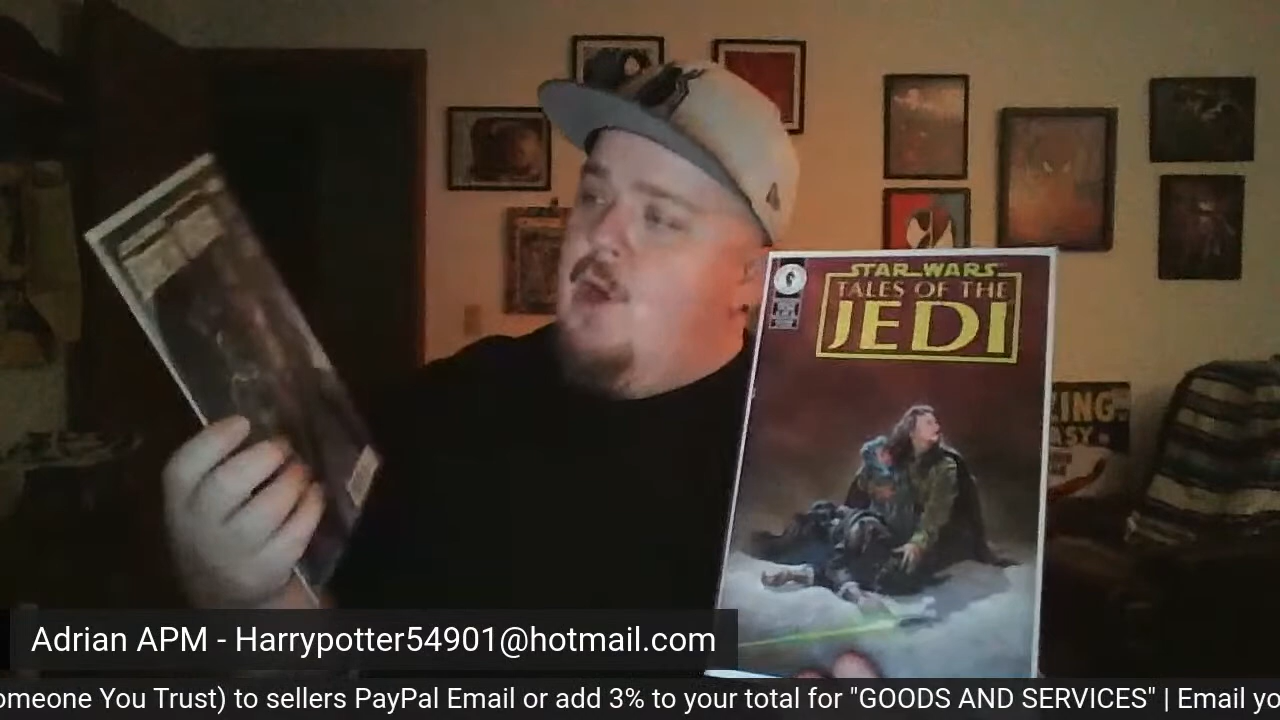 STAR WARS
TALES OF THE
JEDI
ZING
ASY
Adrian APM - Harrypotter54901@hotmail.com
omeone You Trust) to sellers PayPal Email or add 3% to your total for "GOODS AND SERVICES" | Email yo